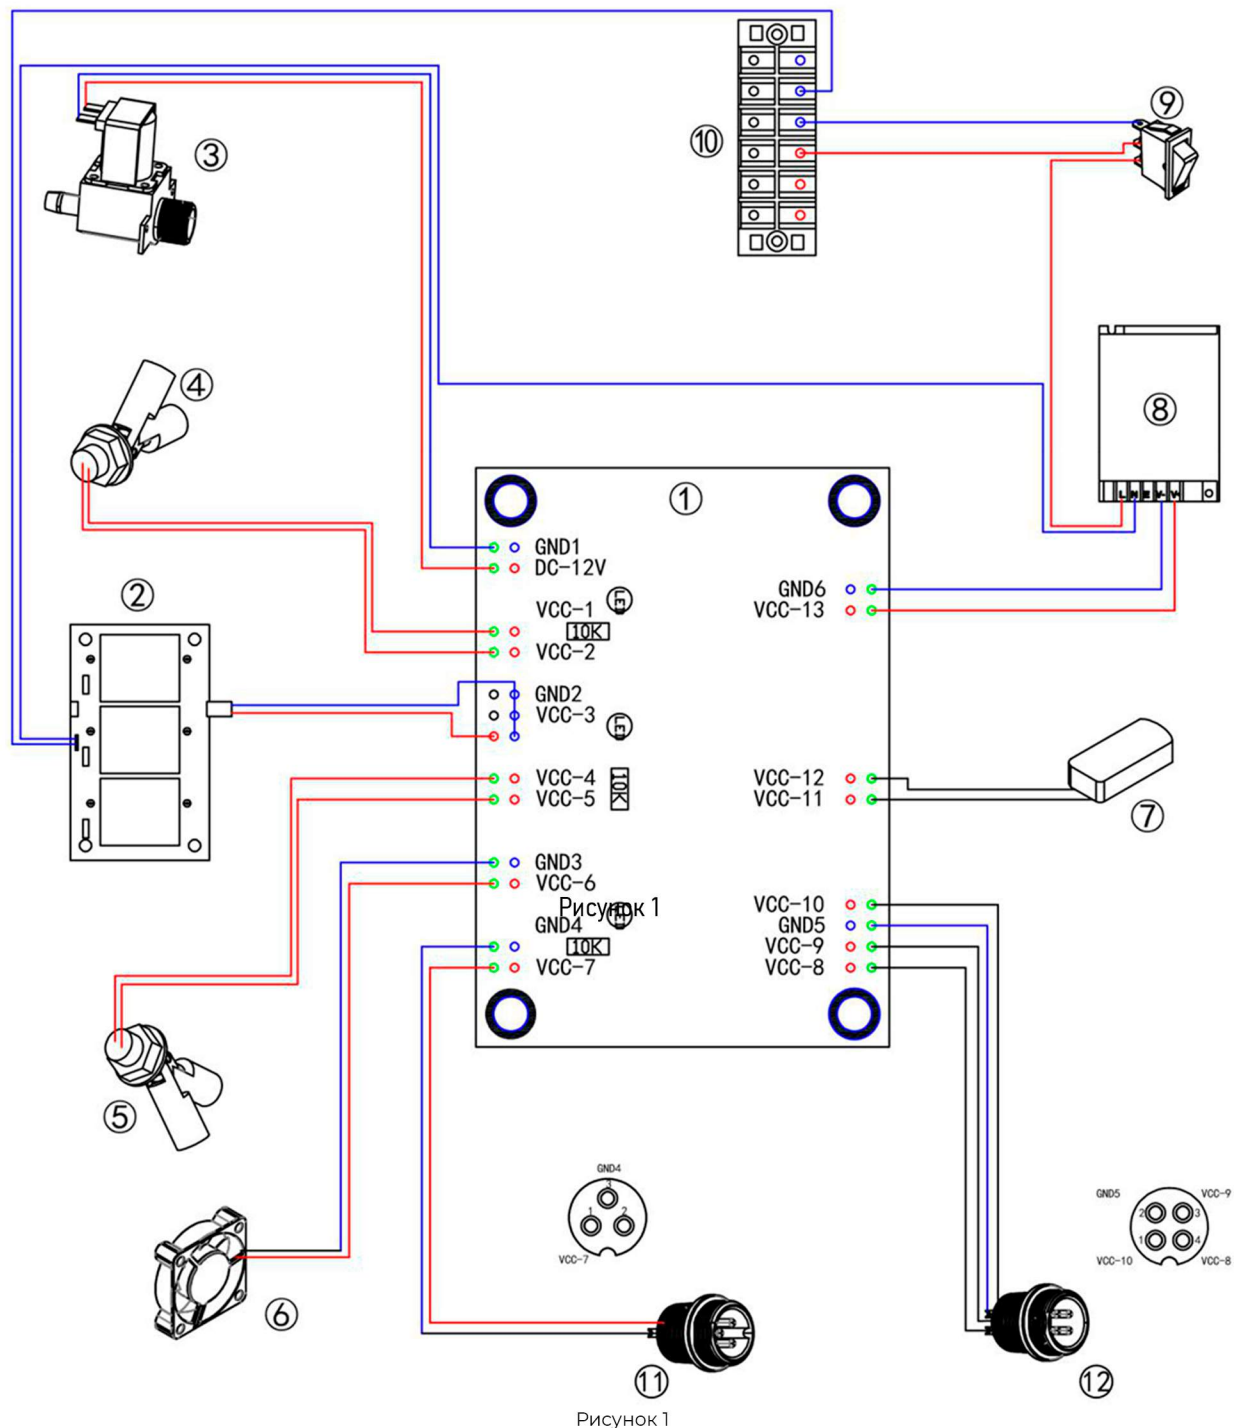 ⑨
⑩
③
④
⑧
①
GND1
DC-12V
②
GND6
VCC-1
LED
VCC-13
10K
VCC-2
GND2
VCC-3
LED
VCC-4
10K
VCC-12
VCC-5
VCC-11
⑦
GND3
VCC-6
VCC-10
Рисунок 1
LED
GND4
GND5
10K
VCC-9
VCC-7
VCC-8
⑤
GND4
3
1 2
VCC-7
GND5 VCC-9
2 3
1 4
VCC-10 VCC-8
L N E V- V+
⑥
⑪
⑫
Рисунок 1